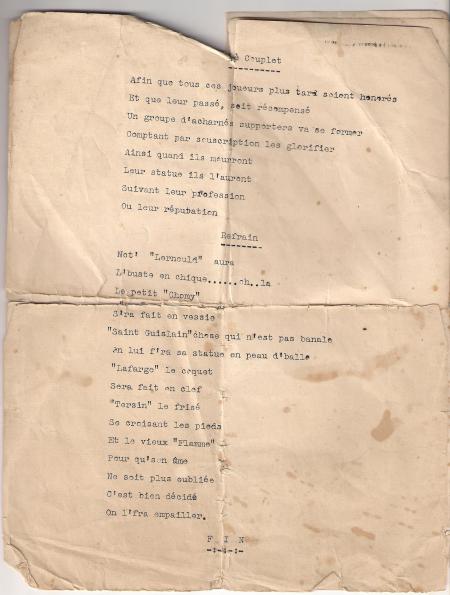 è Couplet
Afin que tous ces joueurs plus tard soient honorés
Et que leur passé, soit récompensé
Un groupe d'acharnés supporters va se former
Comptant par souscription les glorifier
Ainsi quand ils mourront
Leur statue ils l'auront
Suivant leur profession
Ou leur réputation
Refrain
Not' "Lernould" aura
L'buste en chique......ch..la
Le petit "Chomy"
S'ra fait en vessie
"Saint Guislain"chose qui n'est pas banale
on lui f'ra sa statue en peau d'balle
"Lafarge" le coquet
Sera fait en clef
"Tersin" le frisé
Se croisant les pieds
Et le vieux "Flamme"
Pour qu'son âme
Ne soit plus oubliée
C'est bien décidé
On l'fra empailler.
F I N